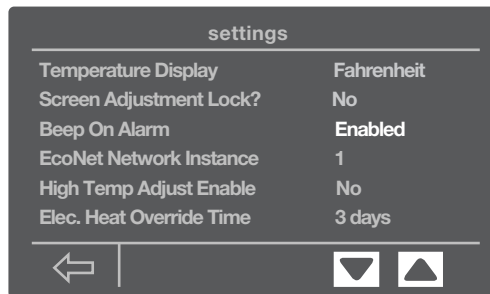 settings
Temperature Display Fahrenheit
Screen Adjustment Lock? No
Beep On Alarm Enabled
EcoNet Network Instance 1
High Temp Adjust Enable No
Elec. Heat Override Time 3 days